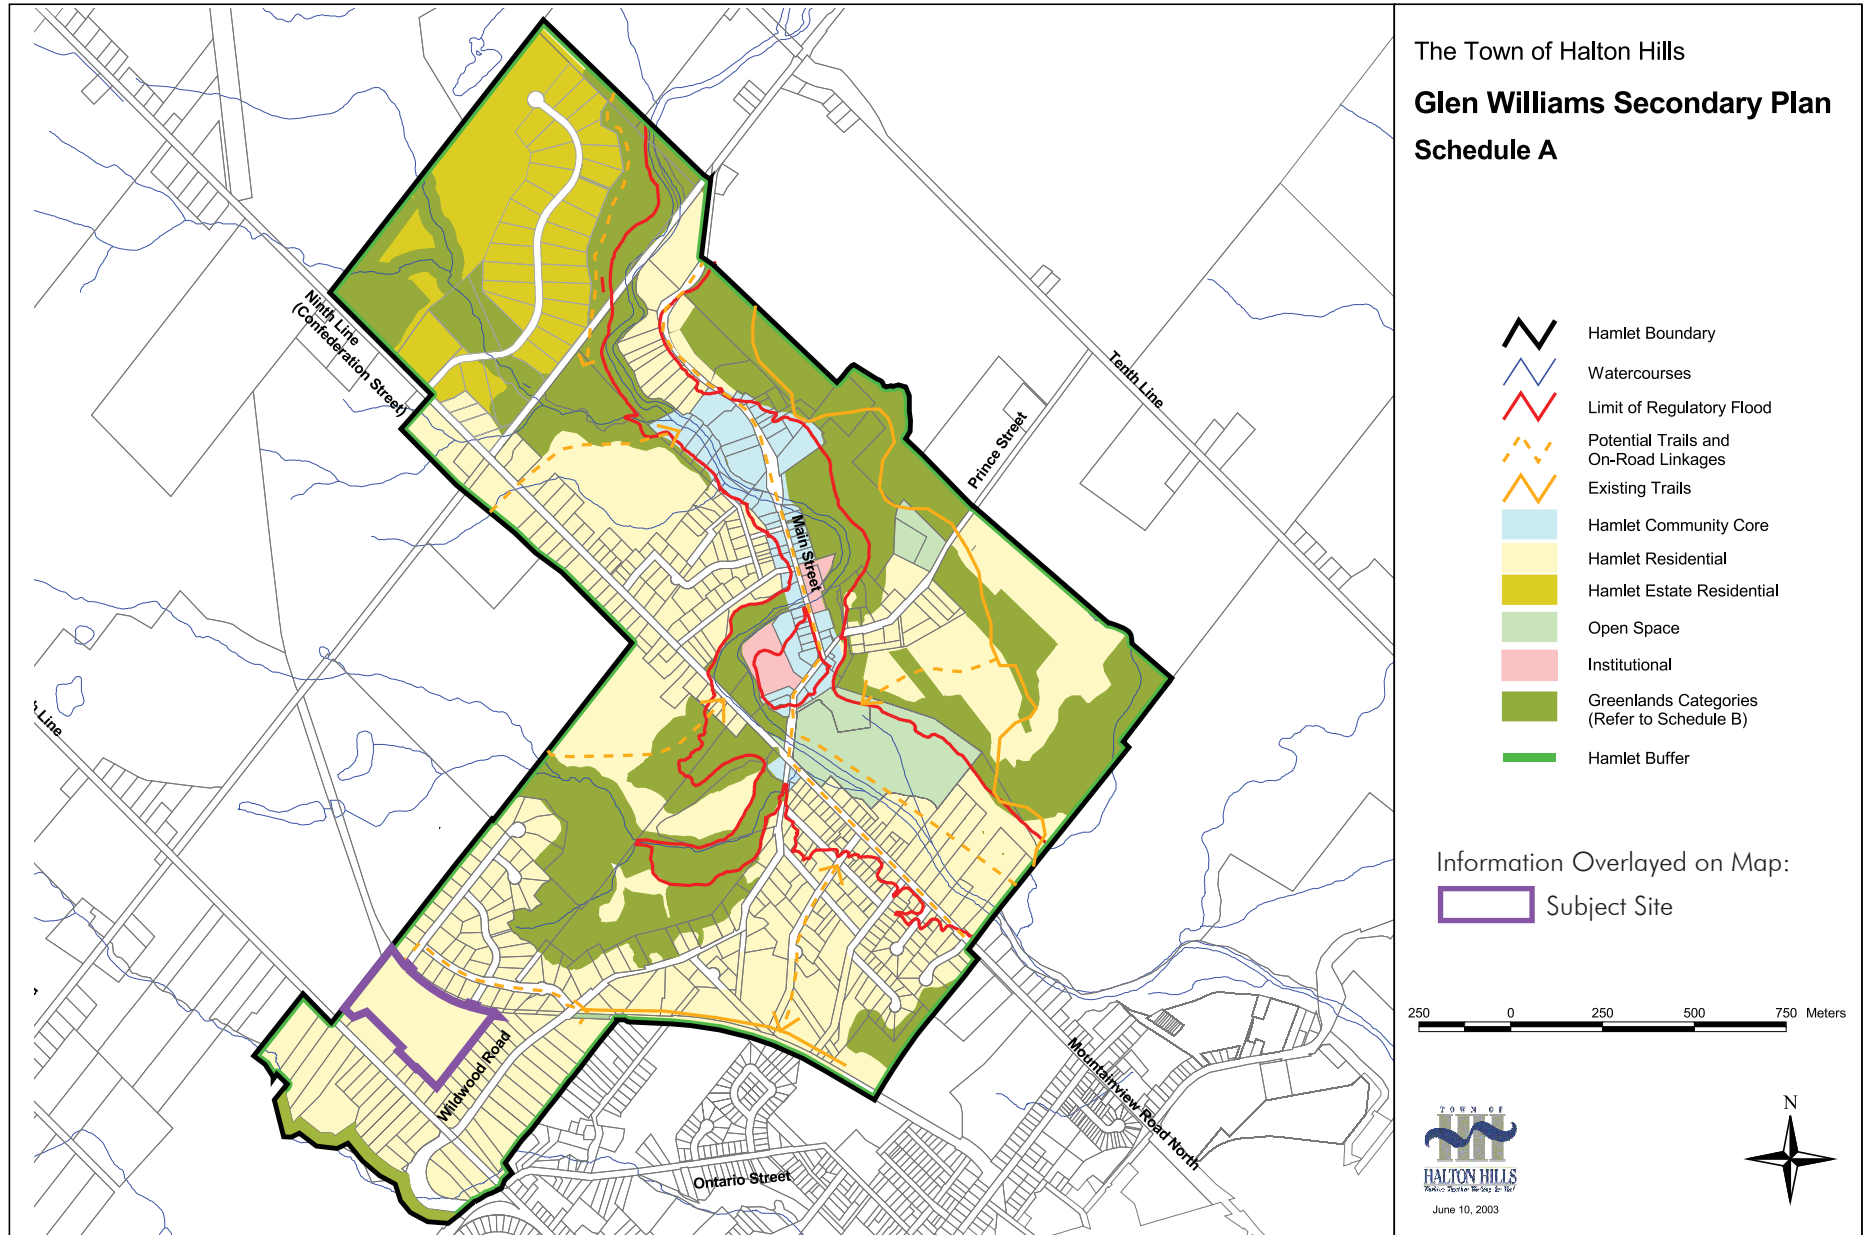 The Town of Halton Hills
Glen Williams Secondary Plan
Schedule A
Hamlet Boundary
Watercourses
Limit of Regulatory Flood
Potential Trails and
On-Road Linkages
Existing Trails
Hamlet Community Core
Hamlet Residential
Hamlet Estate Residential
Open Space
Institutional
Greenlands Categories
(Refer to Schedule B)
Hamlet Buffer
Information Overlayed on Map:
Subject Site
250 0 250 500 750 Meters
N
TOWN OF
HALTON HILLS
June 10, 2003
Ninth Line
(Confederation Street)
Tenth Line
Prince Street
Main Street
h Line
Wildwood Road
Mountainview Road North
Ontario Street